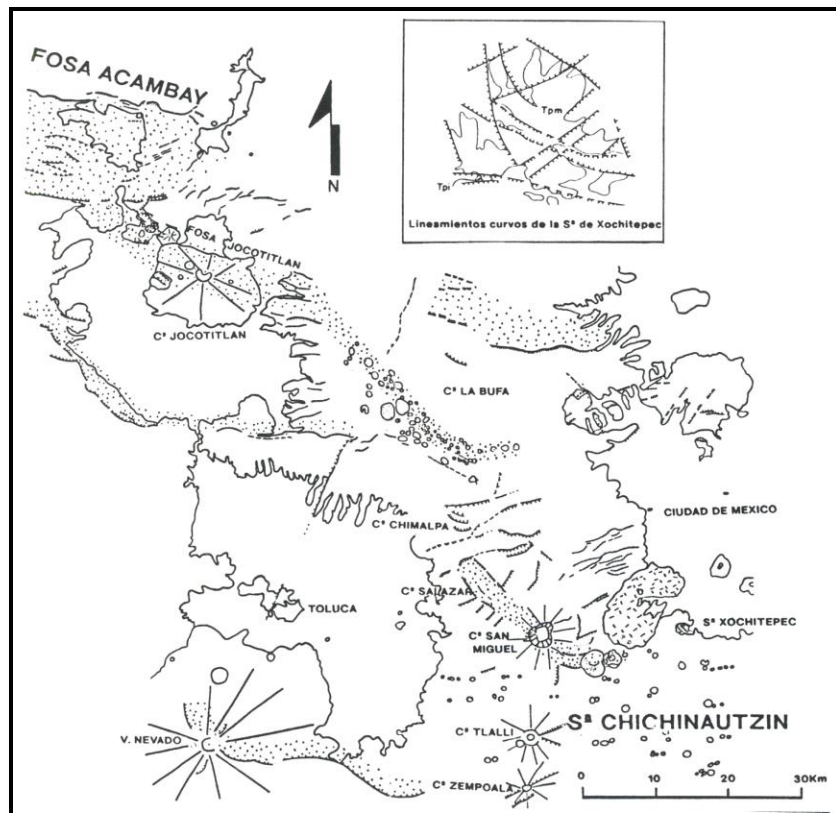 FOSA ACAMBAY
N
Tpm
Tpi
Lineamientos curvos de la Sª de Xochitepec
FOSA JOCOTITLAN
Cº JOCOTITLAN
Cº LA BUFA
CIUDAD DE MEXICO
Cº CHIMALPA
Cº SALAZAR
TOLUCA
Cº SAN
MIGUEL
Sª XOCHITEPEC
Sª CHICHINAUTZIN
V. NEVADO
Cº TLALLI
Cº ZEMPOALA
0 10 20 30Km